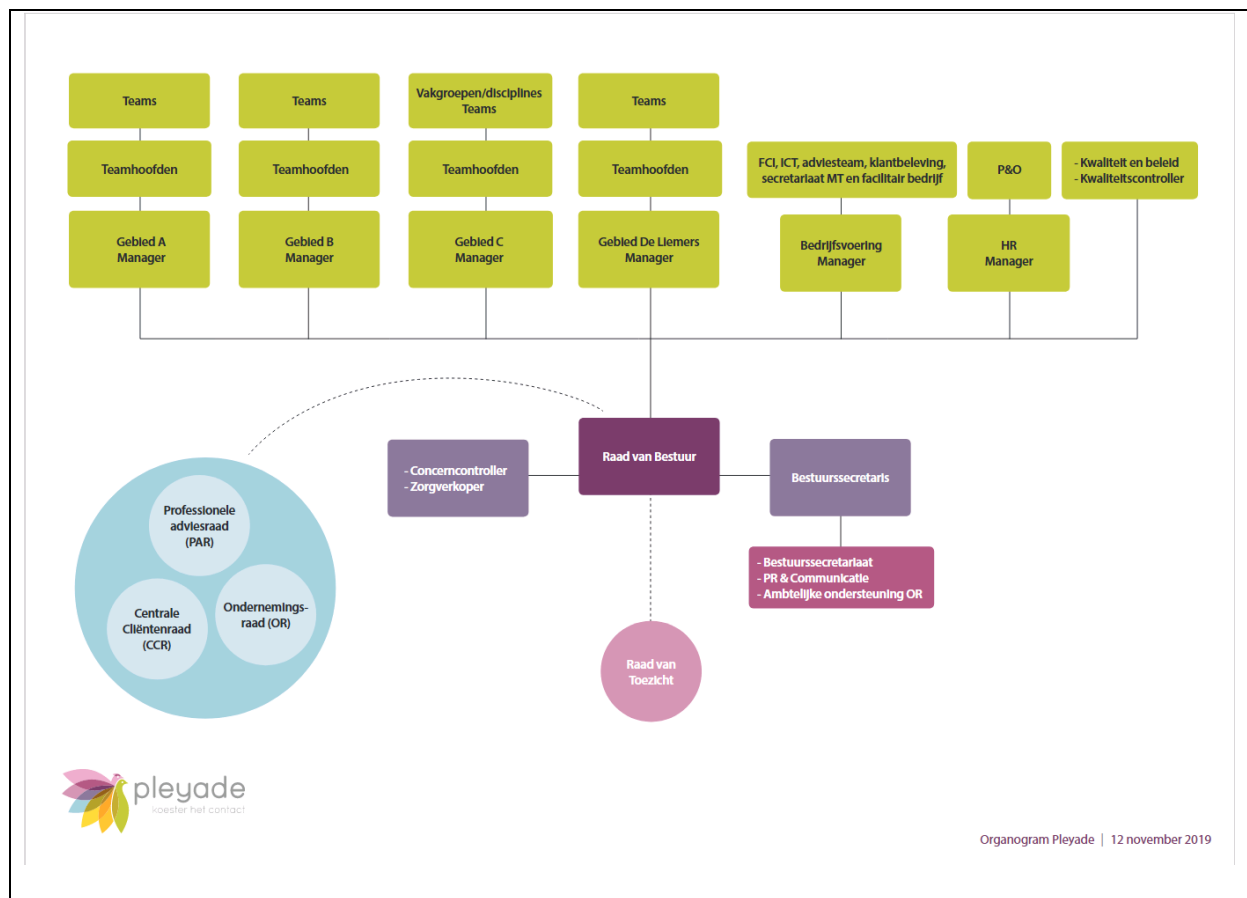 Teams
Teams
Vakgroepen/disciplines
Teams
Teams
Teamhoofden
Teamhoofden
Teamhoofden
Teamhoofden
FCI, ICT, adviesteam, klantbeleving,
secretariaat MT en facilitair bedrijf
P&O
- Kwaliteit en beleid
- Kwaliteitscontroller
Gebied A
Manager
Gebied B
Manager
Gebied C
Manager
Gebied De Liemers
Manager
Bedrijfsvoering
Manager
HR
Manager
Raad van Bestuur
- Concerncontroller
- Zorgverkoper
Bestuurssecretaris
- Bestuurssecretariaat
- PR & Communicatie
- Ambtelijke ondersteuning OR
Professionele
adviesraad
(PAR)
Ondernemings-
raad (OR)
Centrale
Cliëntenraad
(CCR)
Raad van
Toezicht
pleyade
koester het contact
Organogram Pleyade | 12 november 2019